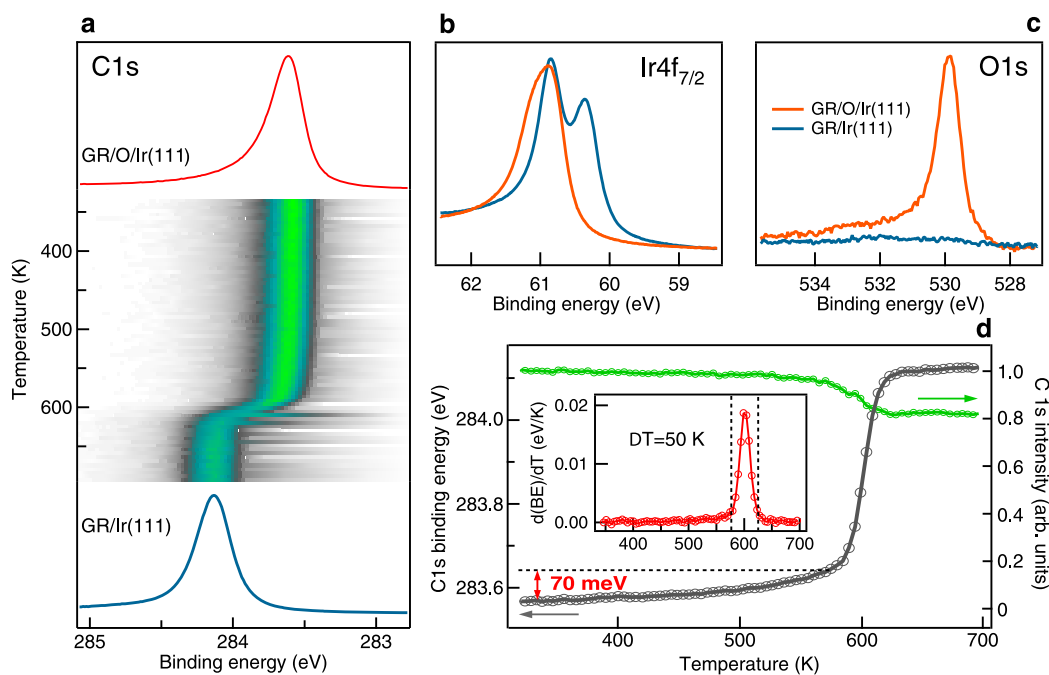 a
C1s
GR/O/Ir(111)
Temperature (K)
400
500
600
GR/Ir(111)
285
284
283
Binding energy (eV)
b
Ir4f7/2
62
61
60
59
Binding energy (eV)
c
O1s
GR/O/Ir(111)
GR/Ir(111)
534
532
530
528
Binding energy (eV)
d
C1s binding energy (eV)
284.0
283.8
283.6
d(BE)/dT (eV/K)
0.02
0.01
0.00
DT=50 K
300
400
500
600
700
70 meV
400
500
600
700
Temperature (K)
1.0
0.8
0.6
0.4
0.2
0
C 1s intensity (arb. units)